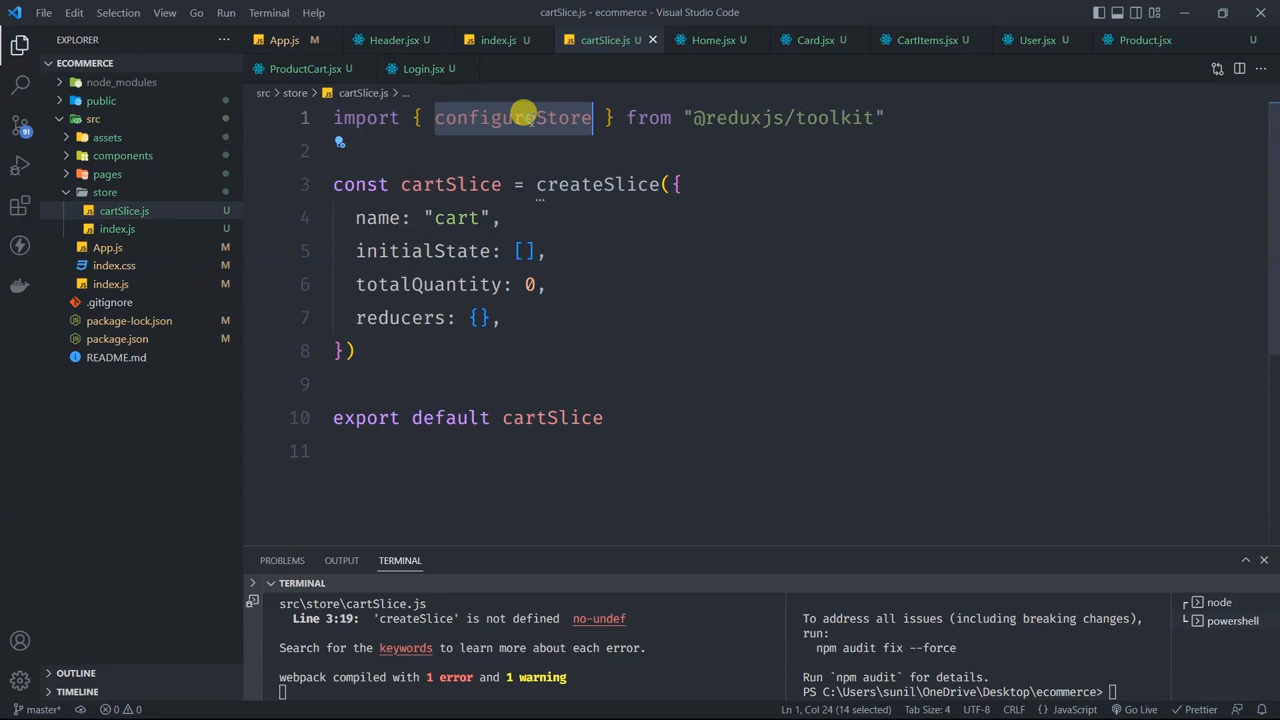 File Edit Selection View Go Run Terminal Help
cartSlice.js - ecommerce - Visual Studio Code
EXPLORER
App.js M
Header.jsx U
index.js U
cartSlice.js U
Home.jsx U
Card.jsx U
CartItems.jsx U
User.jsx U
Product.jsx U
ProductCart.jsx U
Login.jsx U
ECOMMERCE
node_modules
public
src
assets
components
pages
store
cartSlice.js U
index.js U
App.js M
index.css M
index.js M
.gitignore
package-lock.json M
package.json M
README.md
OUTLINE
TIMELINE
91
src > store > cartSlice.js > ...
1 import { configureStore } from "@reduxjs/toolkit"
2
3 const cartSlice = createSlice({
4 name: "cart",
5 initialState: [],
6 totalQuantity: 0,
7 reducers: {},
8 })
9
10 export default cartSlice
11
PROBLEMS OUTPUT TERMINAL
TERMINAL
src\store\cartSlice.js
Line 3:19: 'createSlice' is not defined no-undef
Search for the keywords to learn more about each error.
webpack compiled with 1 error and 1 warning
To address all issues (including breaking changes),
run:
npm audit fix --force
Run `npm audit` for details.
PS C:\Users\sunil\OneDrive\Desktop\ecommerce>
node
powershell
master* 0 0
Ln 1, Col 24 (14 selected) Tab Size: 4 UTF-8 CRLF JavaScript Go Live Prettier